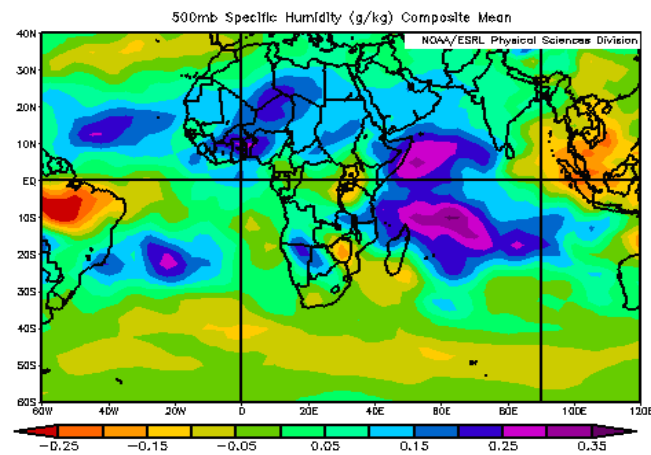 500mb Specific Humidity (g/kg) Composite Mean
NOAA/ESRL Physical Sciences Division
40N
30N
20N
10N
EQ
10S
20S
30S
40S
50S
60S
60W 40W 20W 0 20E 40E 60E 80E 100E 120E
-0.25 -0.15 -0.05 0.05 0.15 0.25 0.35